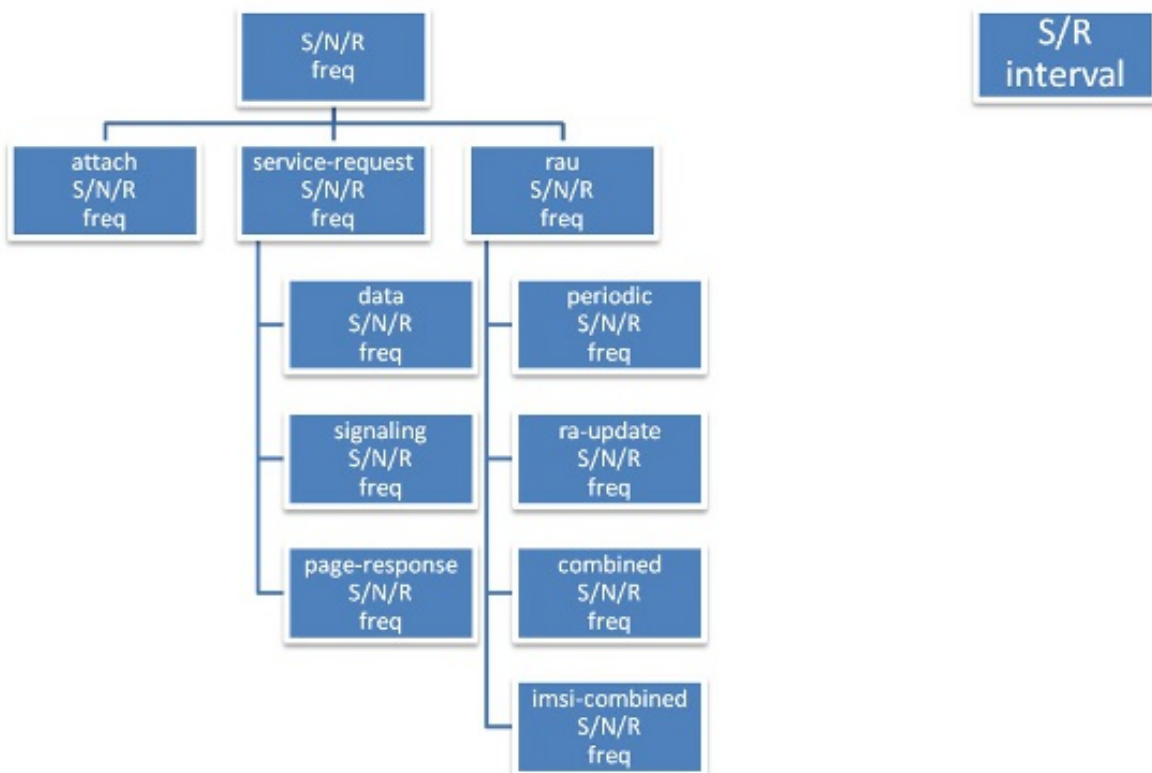 S/N/R
freq
S/R
interval
attach
S/N/R
freq
service-request
S/N/R
freq
rau
S/N/R
freq
data
S/N/R
freq
periodic
S/N/R
freq
signaling
S/N/R
freq
ra-update
S/N/R
freq
page-response
S/N/R
freq
combined
S/N/R
freq
imsi-combined
S/N/R
freq